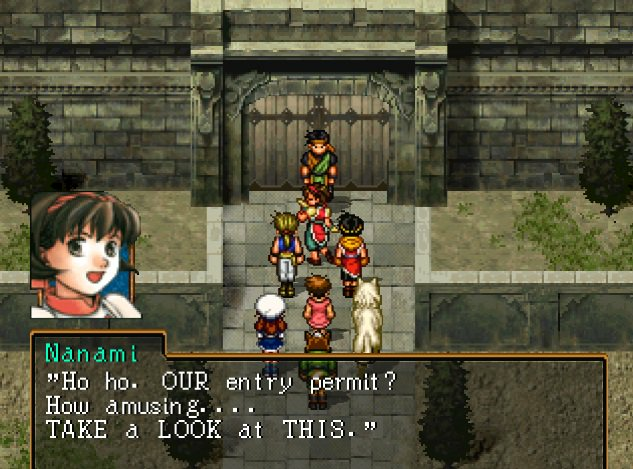 Nanami
"Ho ho. OUR entry permit?
How amusing....
TAKE a LOOK at THIS."